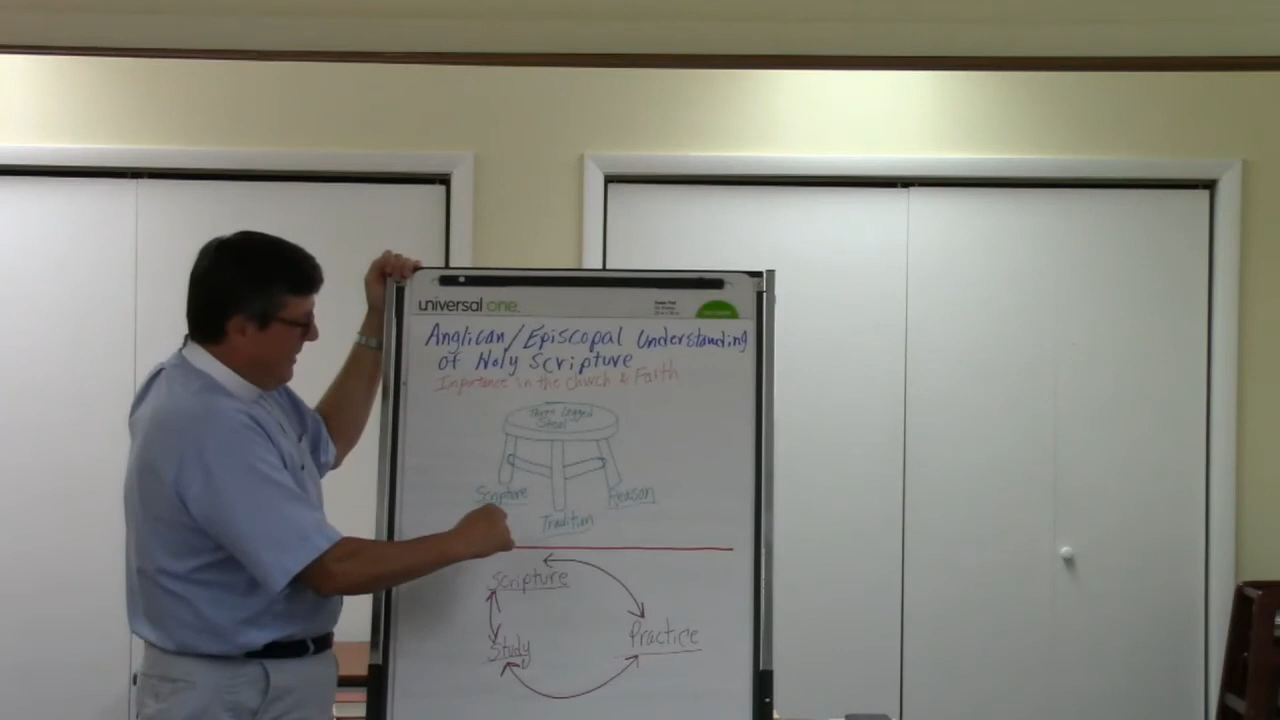 universal one
Anglican/Episcopal Understanding
of Holy Scripture
Importance in the Church & Faith
Three Legged
Stool
Scripture
Reason
Tradition
Scripture
Practice
Study